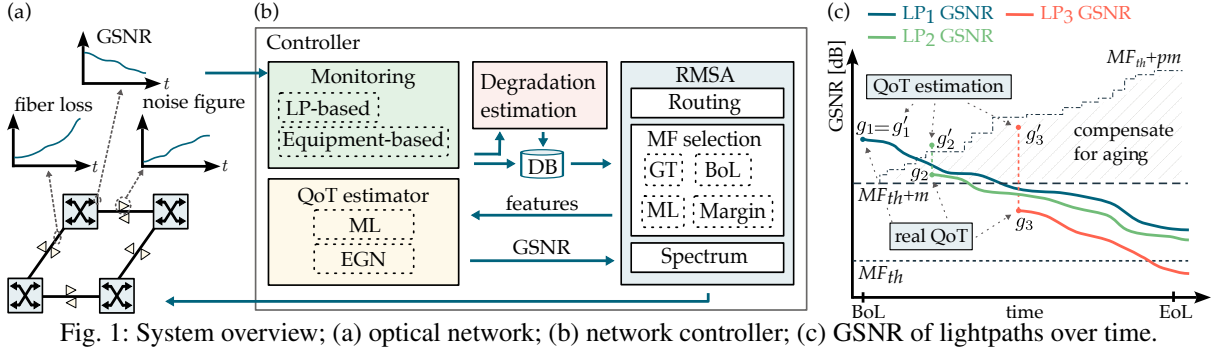 (a)
GSNR
t
fiber loss
t
noise figure
t
(b)
Controller
Monitoring
LP-based
Equipment-based
Degradation
estimation
DB
QoT estimator
ML
EGN
features
GSNR
RMSA
Routing
MF selection
GT
BoL
ML
Margin
Spectrum
(c)
LP1 GSNR
LP3 GSNR
LP2 GSNR
GSNR [dB]
MFth+pm
QoT estimation
g1=g1′
g2′
g3′
compensate
for aging
g2
MFth+m
real QoT
g3
MFth
BoL
time
EoL
Fig. 1: System overview; (a) optical network; (b) network controller; (c) GSNR of lightpaths over time.